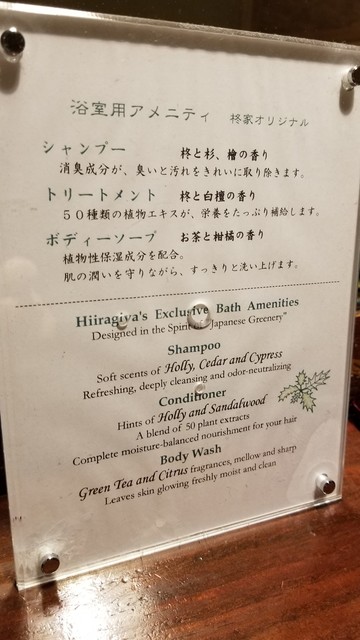 浴室用アメニティ 柊家オリジナル
シャンプー 柊と杉、檜の香り
消臭成分が、臭いと汚れをきれいに取り除きます。
トリートメント 柊と白檀の香り
５０種類の植物エキスが、栄養をたっぷり補給します。
ボディーソープ お茶と柑橘の香り
植物性保湿成分を配合。
肌の潤いを守りながら、すっきりと洗い上げます。
Hiiragiya's Exclusive Bath Amenities
Designed in the Spirit of "Japanese Greenery"
Shampoo
Soft scents of Holly, Cedar and Cypress
Refreshing, deeply cleansing and odor-neutralizing
Conditioner
Hints of Holly and Sandalwood
A blend of 50 plant extracts
Complete moisture-balanced nourishment for your hair
Body Wash
Green Tea and Citrus fragrances, mellow and sharp
Leaves skin glowing freshly moist and clean